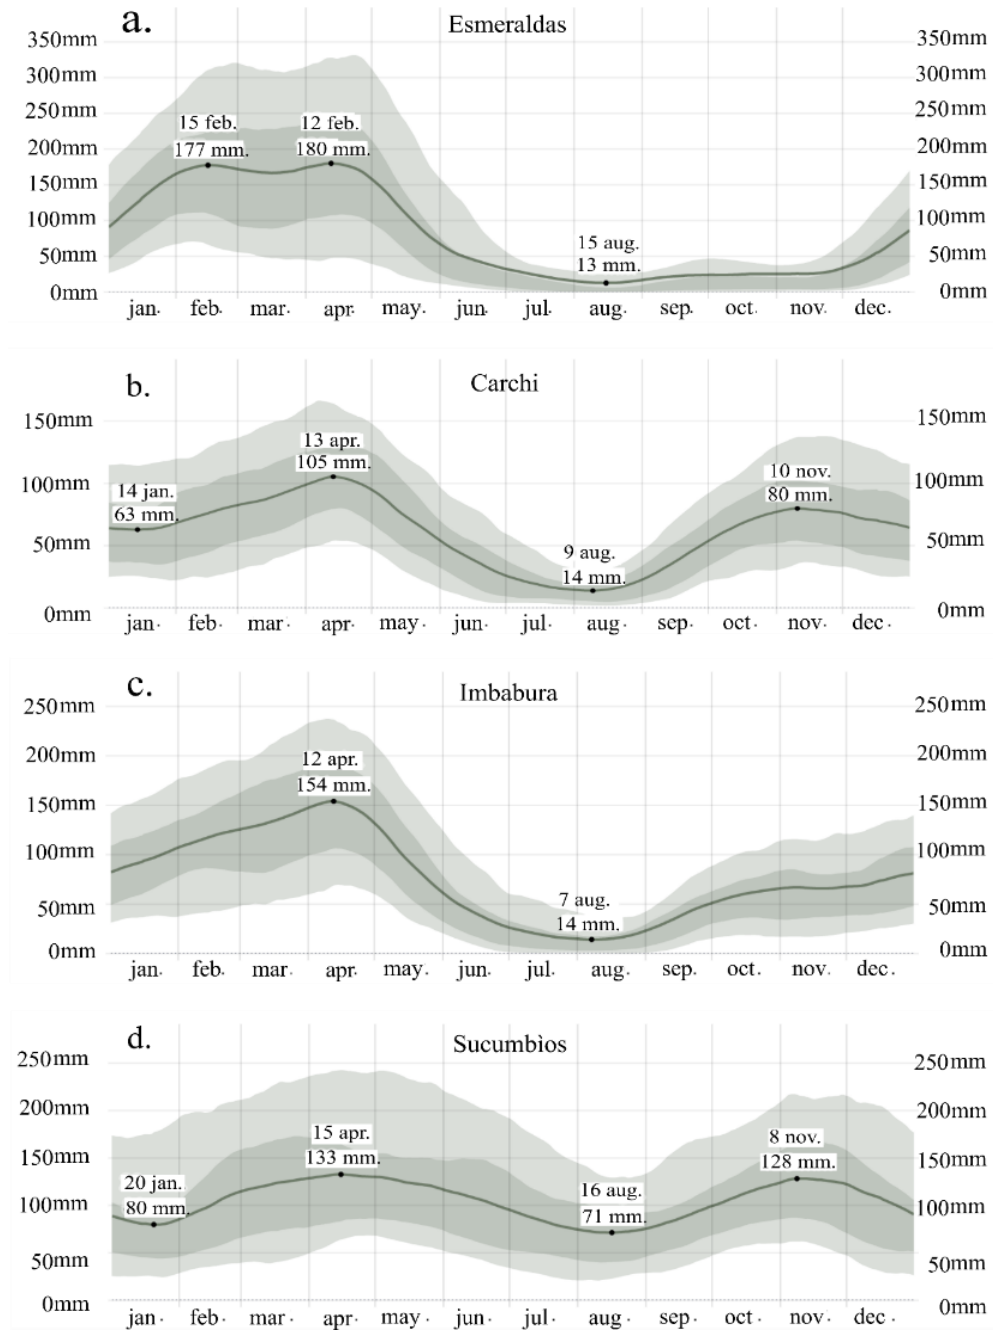 a.
Esmeraldas
350mm 350mm
300mm 300mm
250mm 250mm
15 feb. 12 feb.
200mm 177 mm. 180 mm. 200mm
150mm 150mm
100mm 100mm
15 aug.
50mm 13 mm. 50mm
0mm 0mm
jan. feb. mar. apr. may. jun. jul. aug. sep. oct. nov. dec.
b.
Carchi
150mm 150mm
13 apr.
105 mm.
10 nov.
100mm 14 jan. 80 mm. 100mm
63 mm.
50mm 50mm
9 aug.
14 mm.
0mm 0mm
jan. feb. mar. apr. may. jun. jul. aug. sep. oct. nov. dec.
c.
Imbabura
250mm 250mm
200mm 12 apr. 200mm
154 mm.
150mm 150mm
100mm 100mm
50mm 7 aug. 50mm
14 mm.
0mm 0mm
jan. feb. mar. apr. may. jun. jul. aug. sep. oct. nov. dec.
d.
Sucumbìos
250mm 250mm
200mm 200mm
15 apr. 8 nov.
150mm 133 mm. 128 mm. 150mm
20 jan. 16 aug.
100mm 80 mm. 71 mm. 100mm
50mm 50mm
0mm 0mm
jan. feb. mar. apr. may. jun. jul. aug. sep. oct. nov. dec.